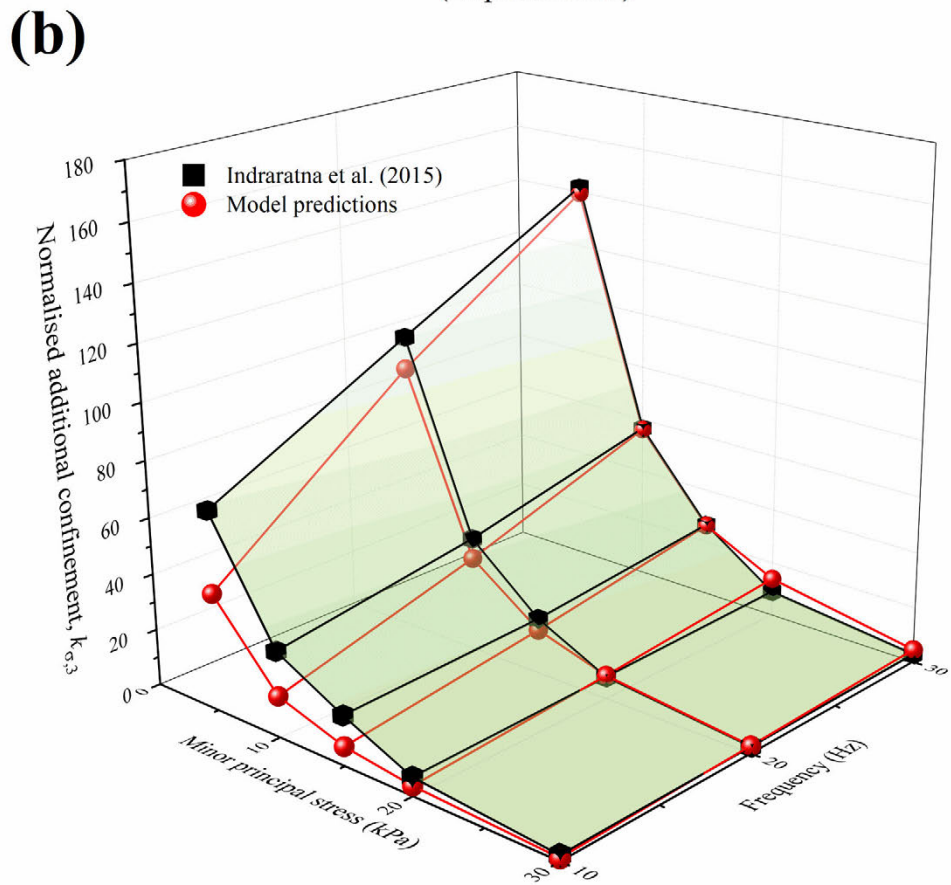 (b)
180
160
140
120
100
80
60
40
20
0
Normalised additional confinement, kσ,3
Indraratna et al. (2015)
Model predictions
0
10
20
30
Minor principal stress (kPa)
10
20
30
Frequency (Hz)